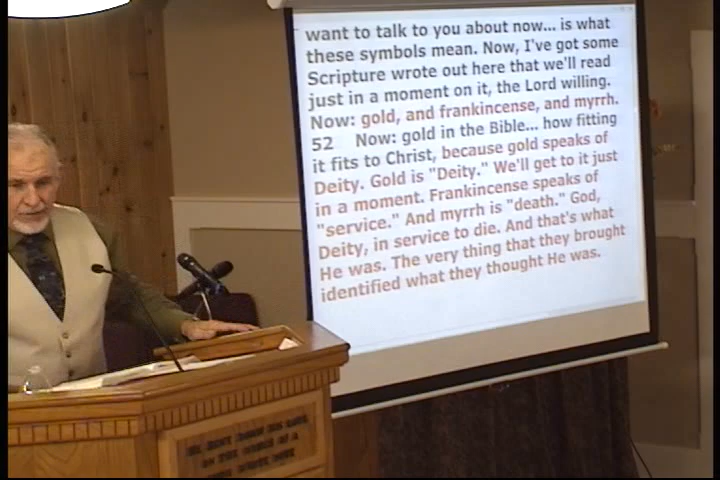 want to talk to you about now... is what
these symbols mean. Now, I've got some
Scripture wrote out here that we'll read
just in a moment on it, the Lord willing.
Now: gold, and frankincense, and myrrh.
52 Now: gold in the Bible... how fitting
it fits to Christ, because gold speaks of
Deity. Gold is "Deity." We'll get to it just
in a moment. Frankincense speaks of
"service." And myrrh is "death." God,
Deity, in service to die. And that's what
He was. The very thing that they brought
identified what they thought He was.